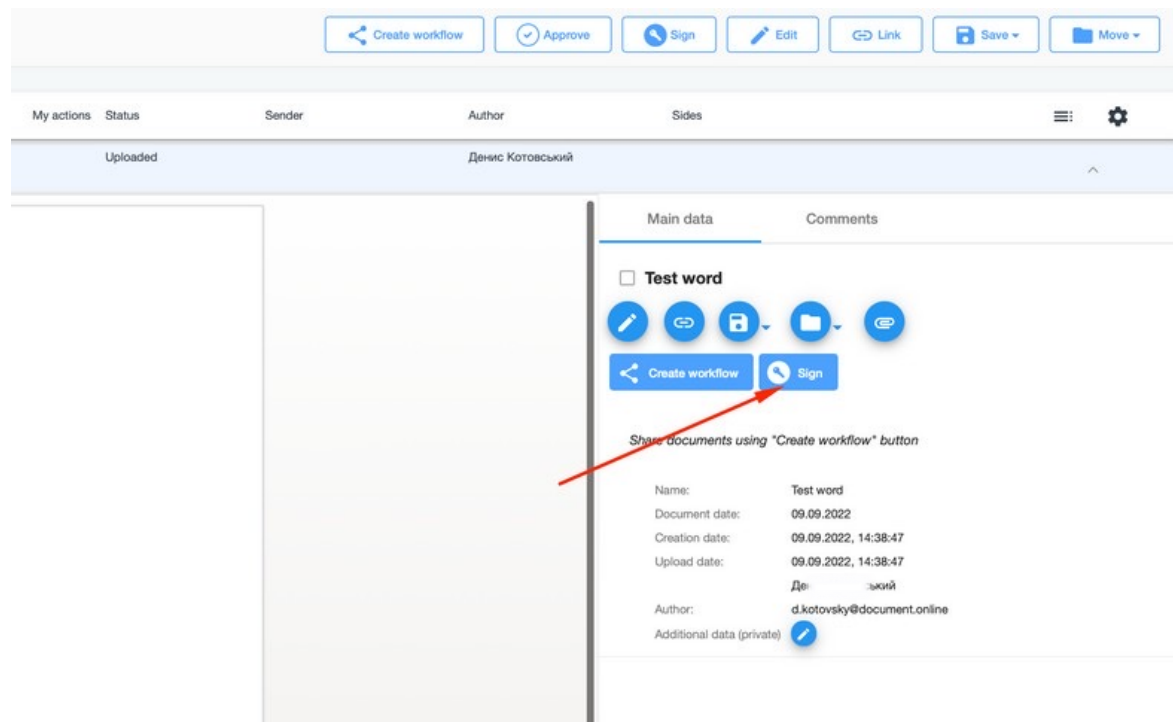 Create workflow Approve Sign Edit Link Save Move
My actions Status Sender Author Sides
Uploaded Денис Котовський
Main data Comments
Test word
Create workflow Sign
Share documents using "Create workflow" button
Name: Test word
Document date: 09.09.2022
Creation date: 09.09.2022, 14:38:47
Upload date: 09.09.2022, 14:38:47
Author: d.kotovsky@document.online
Additional data (private)